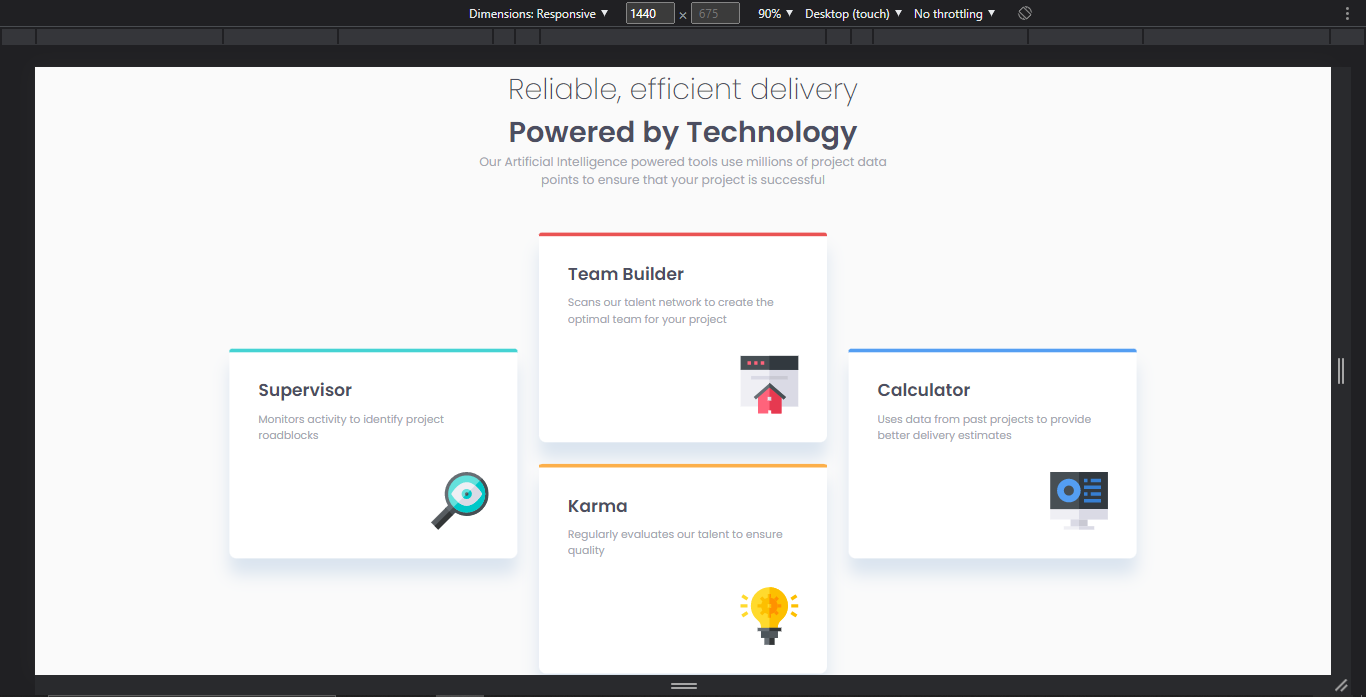 Dimensions: Responsive 1440 × 675 90% Desktop (touch) No throttling
Reliable, efficient delivery
Powered by Technology
Our Artificial Intelligence powered tools use millions of project data
points to ensure that your project is successful
Team Builder
Scans our talent network to create the
optimal team for your project
Supervisor
Monitors activity to identify project
roadblocks
Calculator
Uses data from past projects to provide
better delivery estimates
Karma
Regularly evaluates our talent to ensure
quality